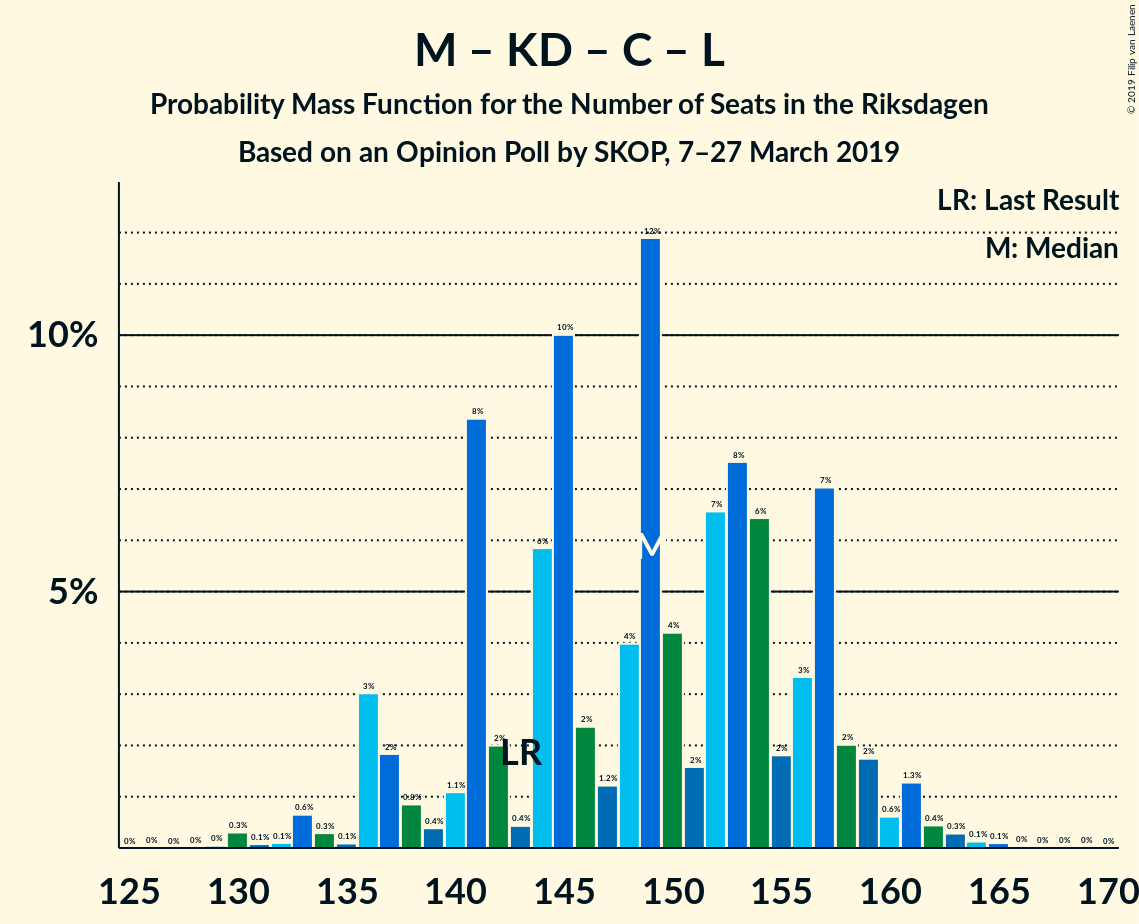 M – KD – C – L
Probability Mass Function for the Number of Seats in the Riksdagen
Based on an Opinion Poll by SKOP, 7–27 March 2019
© 2019 Filip van Laenen
LR: Last Result
M: Median
10%
5%
0% 0% 0% 0% 0% 0.3% 0.1% 0.1% 0.6% 0.3% 0.1% 3% 2% 0.8% 0.4% 1.1% 8% 2% 0.4% 6% 10% 2% 1.2% 4% 12% 4% 2% 7% 8% 6% 2% 3% 7% 2% 2% 0.6% 1.3% 0.4% 0.3% 0.1% 0.1% 0% 0% 0% 0% 0%
LR
M
125 130 135 140 145 150 155 160 165 170